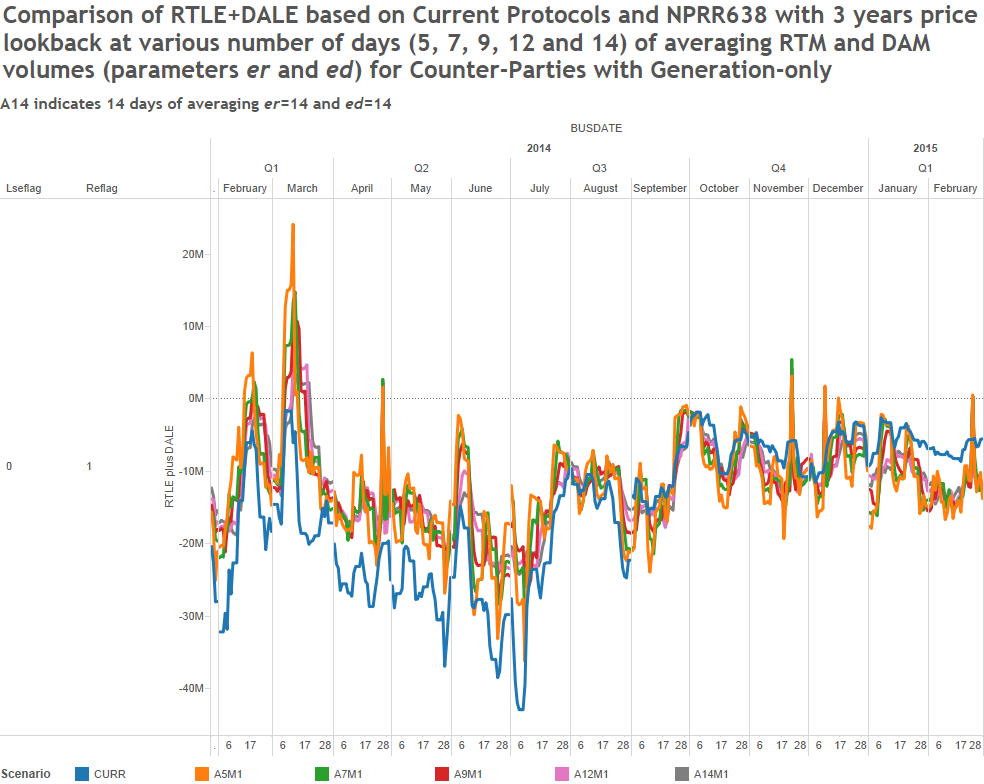 Comparison of RTLE+DALE based on Current Protocols and NPRR638 with 3 years price
lookback at various number of days (5, 7, 9, 12 and 14) of averaging RTM and DAM
volumes (parameters er and ed) for Counter-Parties with Generation-only
A14 indicates 14 days of averaging er=14 and ed=14
BUSDATE
2014 2015
Q1 Q2 Q3 Q4 Q1
Lseflag Reflag . February March April May June July August September October November December January February
20M
10M
0M
-10M
-20M
-30M
-40M
RTLE plus DALE
0 1
. 6 17 6 17 28 6 17 28 6 17 28 6 17 28 6 17 28 6 17 28 6 17 28 6 17 28 6 17 28 6 17 28 6 17 28 6 17 28
Scenario CURR A5M1 A7M1 A9M1 A12M1 A14M1